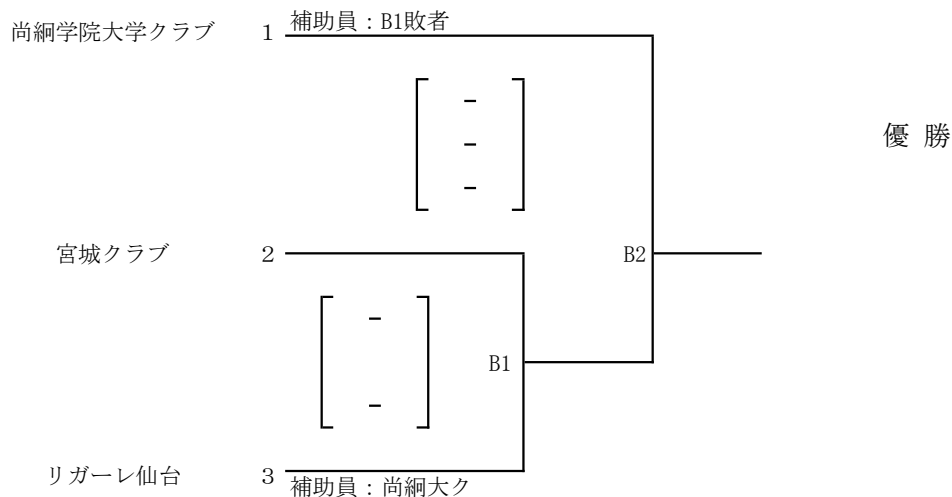 尚絅学院大学クラブ 1 補助員：B1敗者
-
-
-
優 勝
宮城クラブ 2
B2
-
B1
-
リガーレ仙台 3
補助員：尚絅大ク